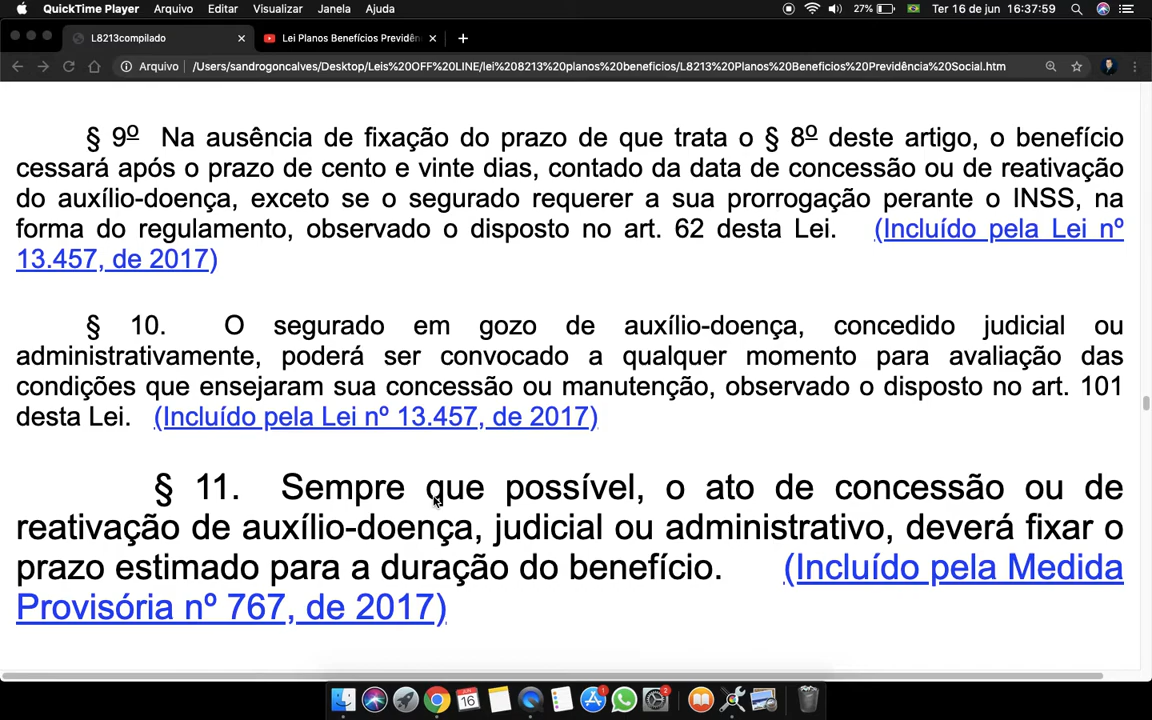 QuickTime Player Arquivo Editar Visualizar Janela Ajuda 27% Ter 16 de jun 16:37:59
L8213compilado Lei Planos Benefícios Previdên
Arquivo /Users/sandrogoncalves/Desktop/Leis%20OFF%20LINE/lei%208213%20planos%20beneficios/L8213%20Planos%20Beneficios%20Previdência%20Social.htm
§ 9º Na ausência de fixação do prazo de que trata o § 8º deste artigo, o benefício
cessará após o prazo de cento e vinte dias, contado da data de concessão ou de reativação
do auxílio-doença, exceto se o segurado requerer a sua prorrogação perante o INSS, na
forma do regulamento, observado o disposto no art. 62 desta Lei. (Incluído pela Lei nº
13.457, de 2017)
§ 10. O segurado em gozo de auxílio-doença, concedido judicial ou
administrativamente, poderá ser convocado a qualquer momento para avaliação das
condições que ensejaram sua concessão ou manutenção, observado o disposto no art. 101
desta Lei. (Incluído pela Lei nº 13.457, de 2017)
§ 11. Sempre que possível, o ato de concessão ou de
reativação de auxílio-doença, judicial ou administrativo, deverá fixar o
prazo estimado para a duração do benefício. (Incluído pela Medida
Provisória nº 767, de 2017)
16 1 2